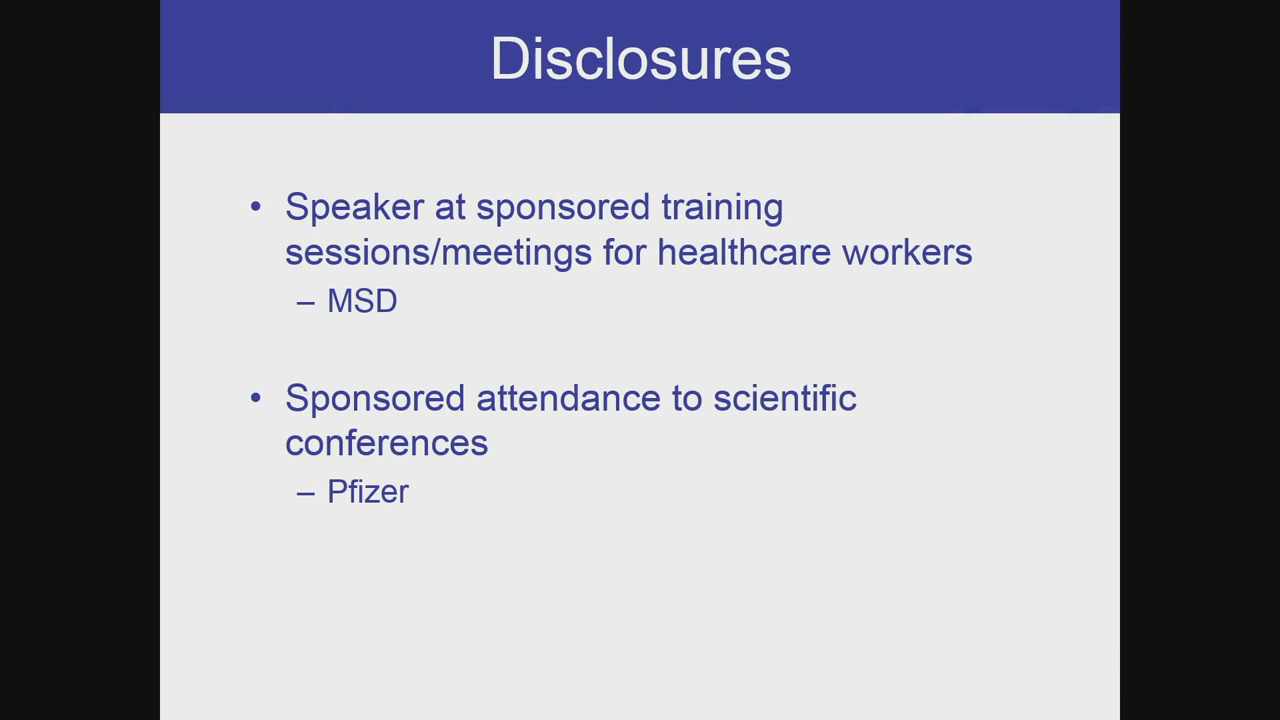 Disclosures
• Speaker at sponsored training
sessions/meetings for healthcare workers
– MSD
• Sponsored attendance to scientific
conferences
– Pfizer